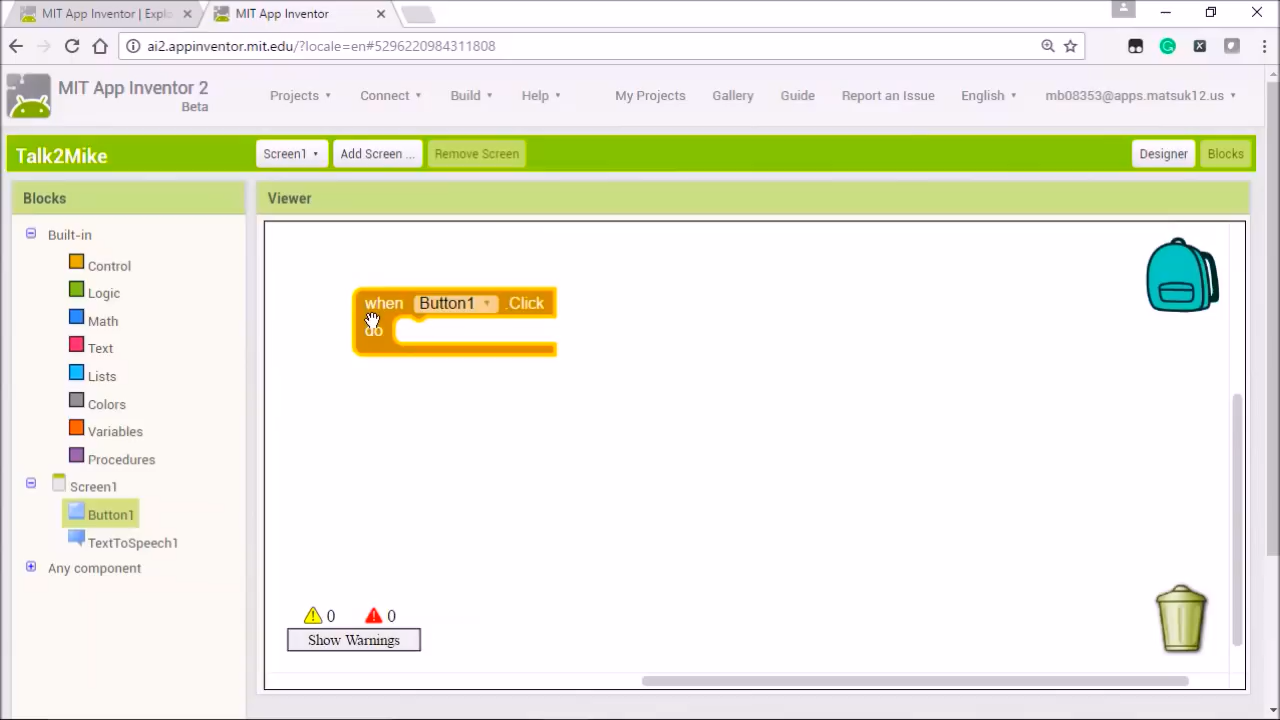 MIT App Inventor | Explo
MIT App Inventor
ai2.appinventor.mit.edu/?locale=en#5296220984311808
MIT App Inventor 2
Beta
Projects
Connect
Build
Help
My Projects
Gallery
Guide
Report an Issue
English
mb08353@apps.matsuk12.us
Talk2Mike
Screen1
Add Screen ...
Remove Screen
Designer
Blocks
Blocks
Viewer
Built-in
Control
Logic
Math
Text
Lists
Colors
Variables
Procedures
Screen1
Button1
TextToSpeech1
Any component
when Button1 .Click
do
0 0
Show Warnings